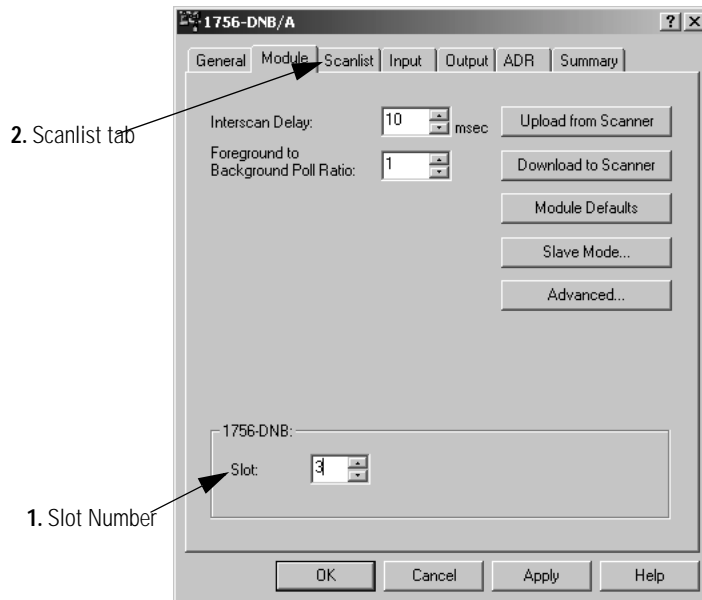 1756-DNB/A
General Module Scanlist Input Output ADR Summary
2. Scanlist tab
Interscan Delay: 10 msec Upload from Scanner
Foreground to
Background Poll Ratio: 1 Download to Scanner
Module Defaults
Slave Mode...
Advanced...
1756-DNB:
Slot: 3
1. Slot Number
OK Cancel Apply Help